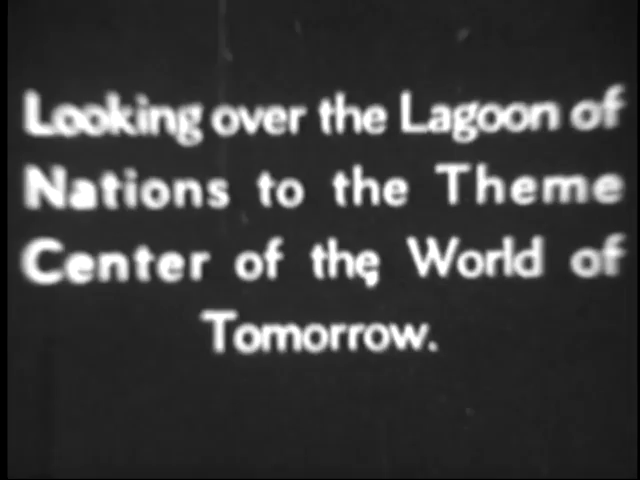 Looking over the Lagoon of
Nations to the Theme
Center of the World of
Tomorrow.